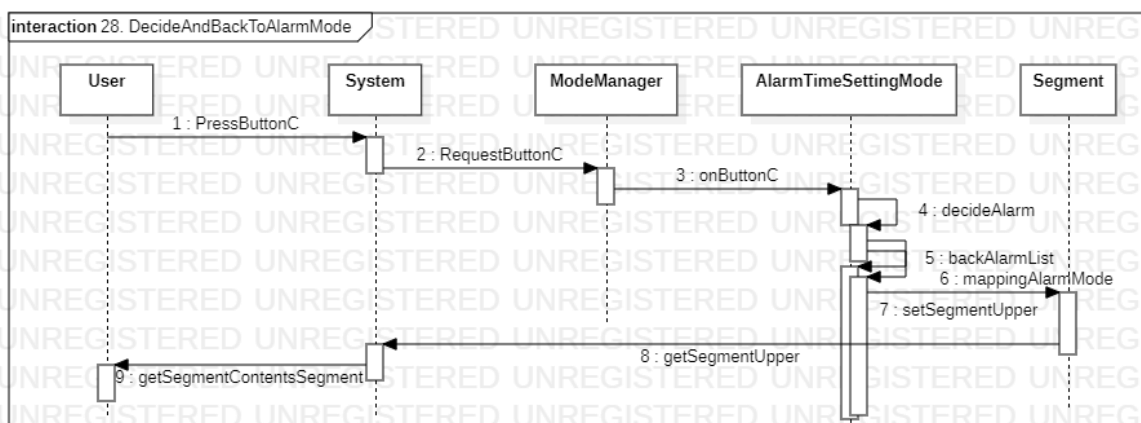 interaction 28. DecideAndBackToAlarmMode
User
System
ModeManager
AlarmTimeSettingMode
Segment
1 : PressButtonC
2 : RequestButtonC
3 : onButtonC
4 : decideAlarm
5 : backAlarmList
6 : mappingAlarmMode
7 : setSegmentUpper
8 : getSegmentUpper
9 : getSegmentContentsSegment
UNREGISTERED